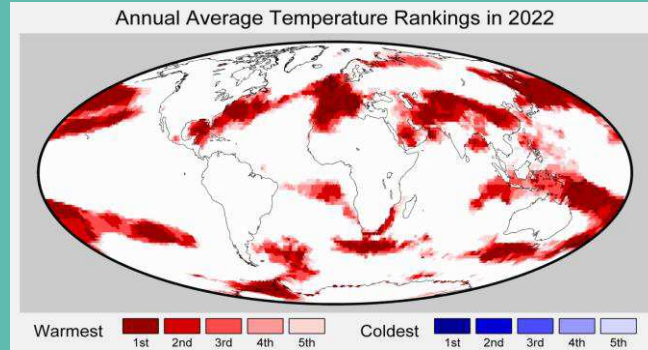 Annual Average Temperature Rankings in 2022
Warmest 1st 2nd 3rd 4th 5th Coldest 1st 2nd 3rd 4th 5th